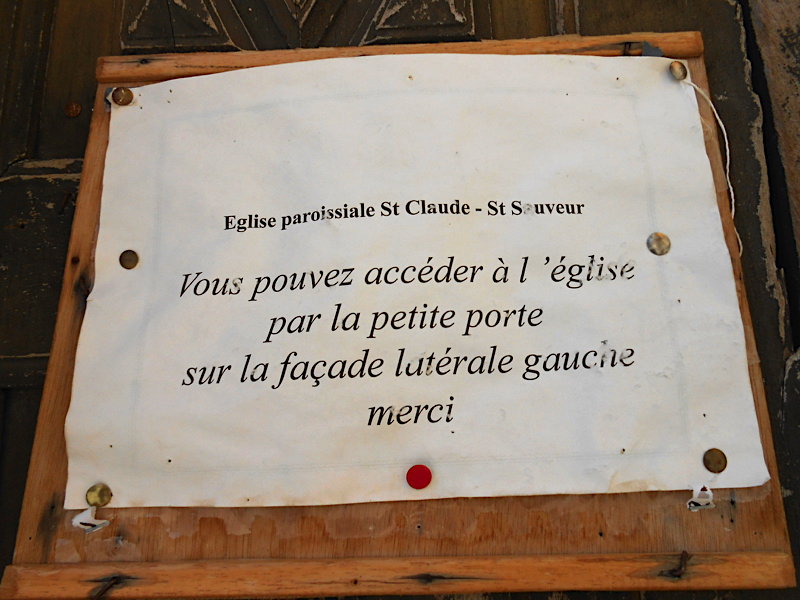 Eglise paroissiale St Claude - St Sauveur
Vous pouvez accéder à l ’église
par la petite porte
sur la façade latérale gauche
merci